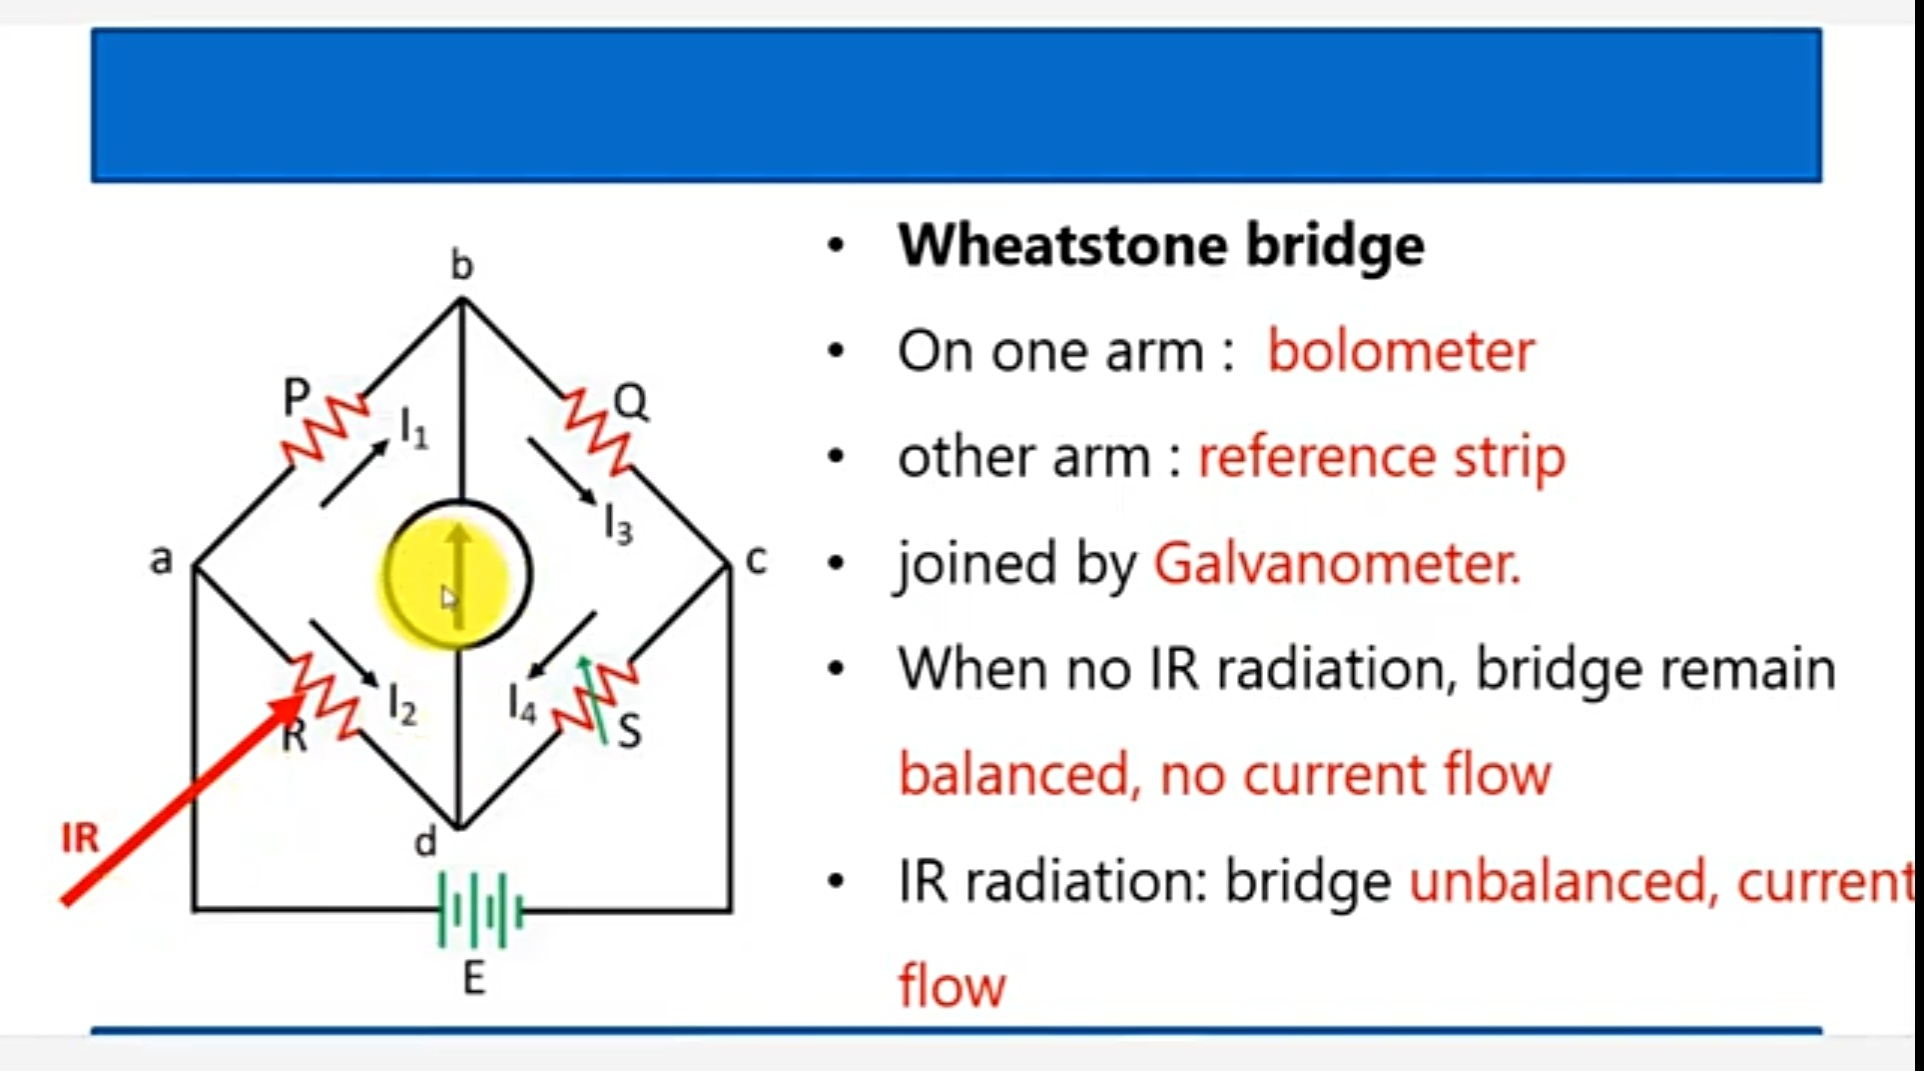 b
P
I₁
Q
I₃
a
c
I₂
R
I₄
S
IR
d
E
• Wheatstone bridge
• On one arm : bolometer
• other arm : reference strip
• joined by Galvanometer.
• When no IR radiation, bridge remain
balanced, no current flow
• IR radiation: bridge unbalanced, current
flow